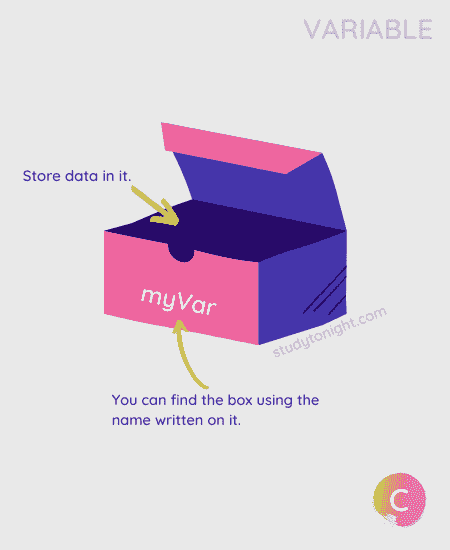 VARIABLE
Store data in it.
myVar
studytonight.com
You can find the box using the
name written on it.
C